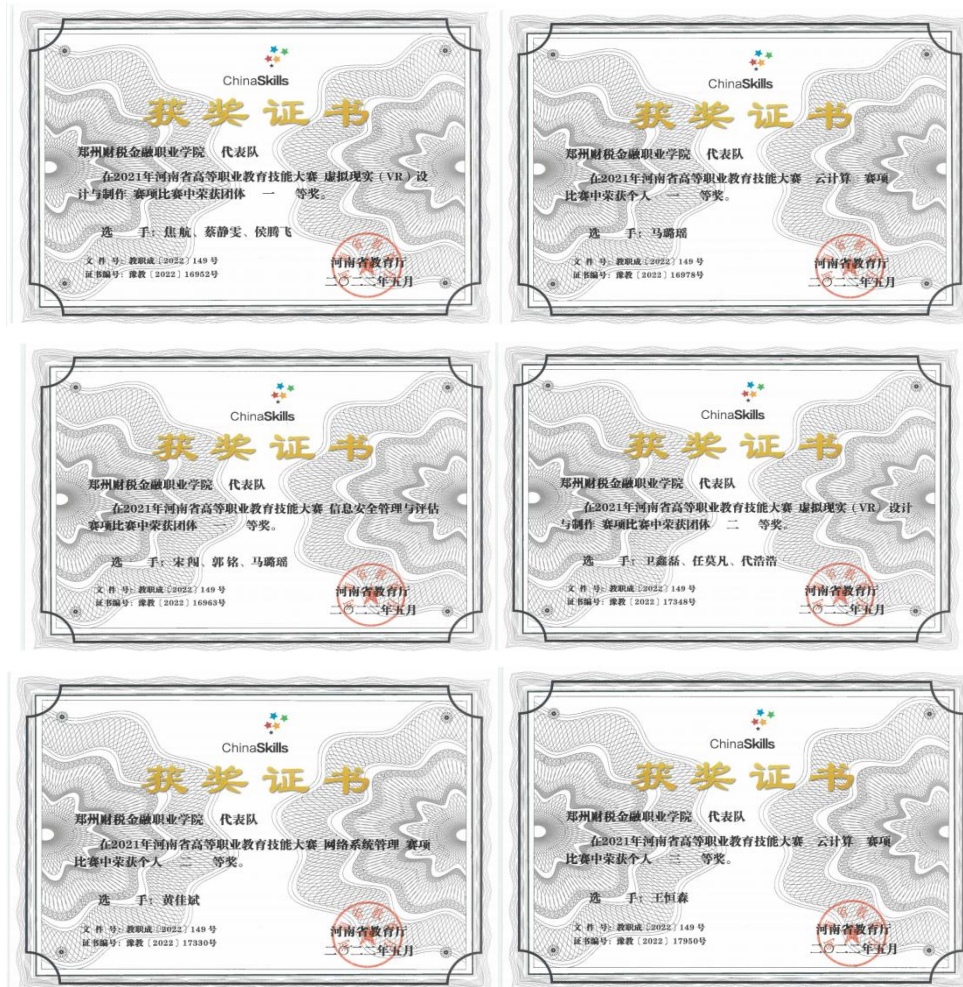 ChinaSkills
获奖证书
郑州财税金融职业学院 代表队
在2021年河南省高等职业教育技能大赛 虚拟现实（VR）设
计与制作 赛项比赛中荣获团体 一 等奖。
选 手：焦航、蔡静雯、侯腾飞
文 件 号：教职成〔2022〕149 号
证书编号：豫教〔2022〕16952号
河南省教育厅
二〇二二年五月
ChinaSkills
获奖证书
郑州财税金融职业学院 代表队
在2021年河南省高等职业教育技能大赛 云计算 赛项
比赛中荣获个人 一 等奖。
选 手：马璐瑶
文 件 号：教职成〔2022〕149 号
证书编号：豫教〔2022〕16978号
河南省教育厅
二〇二二年五月
ChinaSkills
获奖证书
郑州财税金融职业学院 代表队
在2021年河南省高等职业教育技能大赛 信息安全管理与评估
赛项比赛中荣获团体 一 等奖。
选 手：宋闯、郭铭、马璐瑶
文 件 号：教职成〔2022〕149 号
证书编号：豫教〔2022〕16963号
河南省教育厅
二〇二二年五月
ChinaSkills
获奖证书
郑州财税金融职业学院 代表队
在2021年河南省高等职业教育技能大赛 虚拟现实（VR）设计
与制作 赛项比赛中荣获团体 二 等奖。
选 手：卫鑫磊、任莫凡、代浩浩
文 件 号：教职成〔2022〕149 号
证书编号：豫教〔2022〕17348号
河南省教育厅
二〇二二年五月
ChinaSkills
获奖证书
郑州财税金融职业学院 代表队
在2021年河南省高等职业教育技能大赛 网络系统管理 赛项
比赛中荣获个人 二 等奖。
选 手：黄佳斌
文 件 号：教职成〔2022〕149 号
证书编号：豫教〔2022〕17330号
河南省教育厅
二〇二二年五月
ChinaSkills
获奖证书
郑州财税金融职业学院 代表队
在2021年河南省高等职业教育技能大赛 云计算 赛项
比赛中荣获个人 三 等奖。
选 手：王恒森
文 件 号：教职成〔2022〕149 号
证书编号：豫教〔2022〕17950号
河南省教育厅
二〇二二年五月